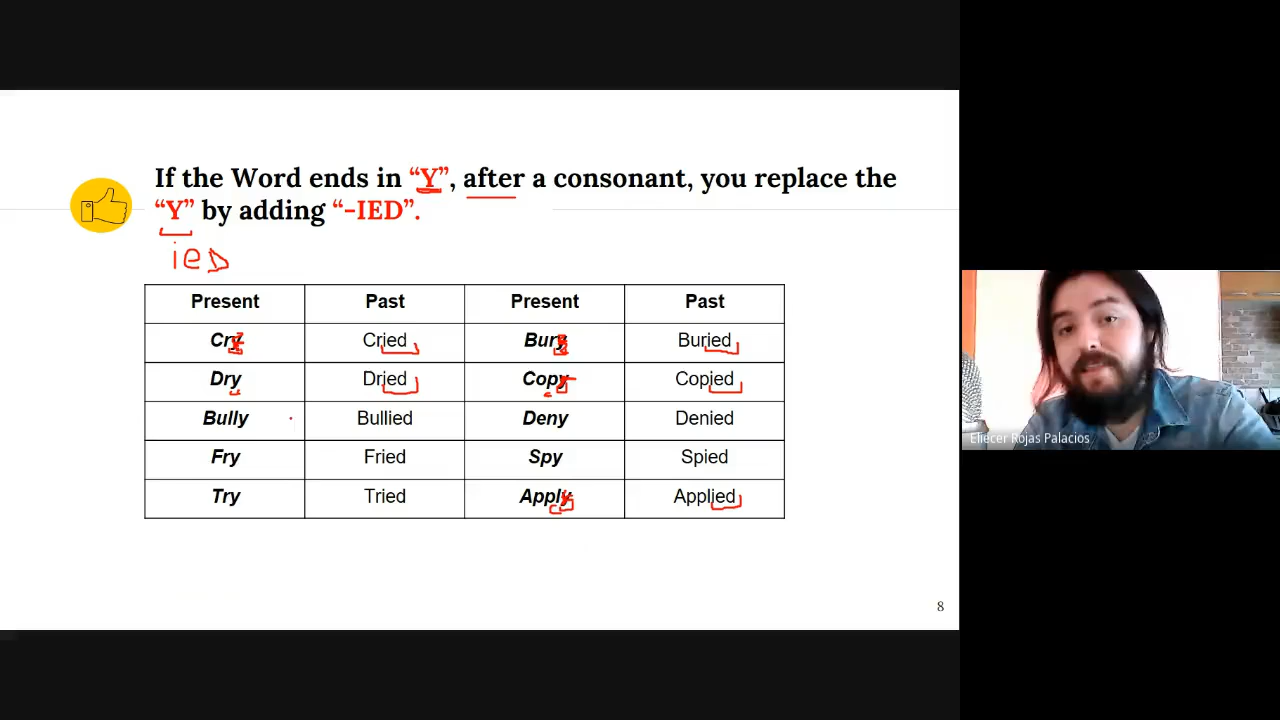 If the Word ends in “Y”, after a consonant, you replace the
“Y” by adding “-IED”.
ieD
Present Past Present Past
Cry Cried Bury Buried
Dry Dried Copy Copied
Bully Bullied Deny Denied
Fry Fried Spy Spied
Try Tried Apply Applied
8
Eliecer Rojas Palacios